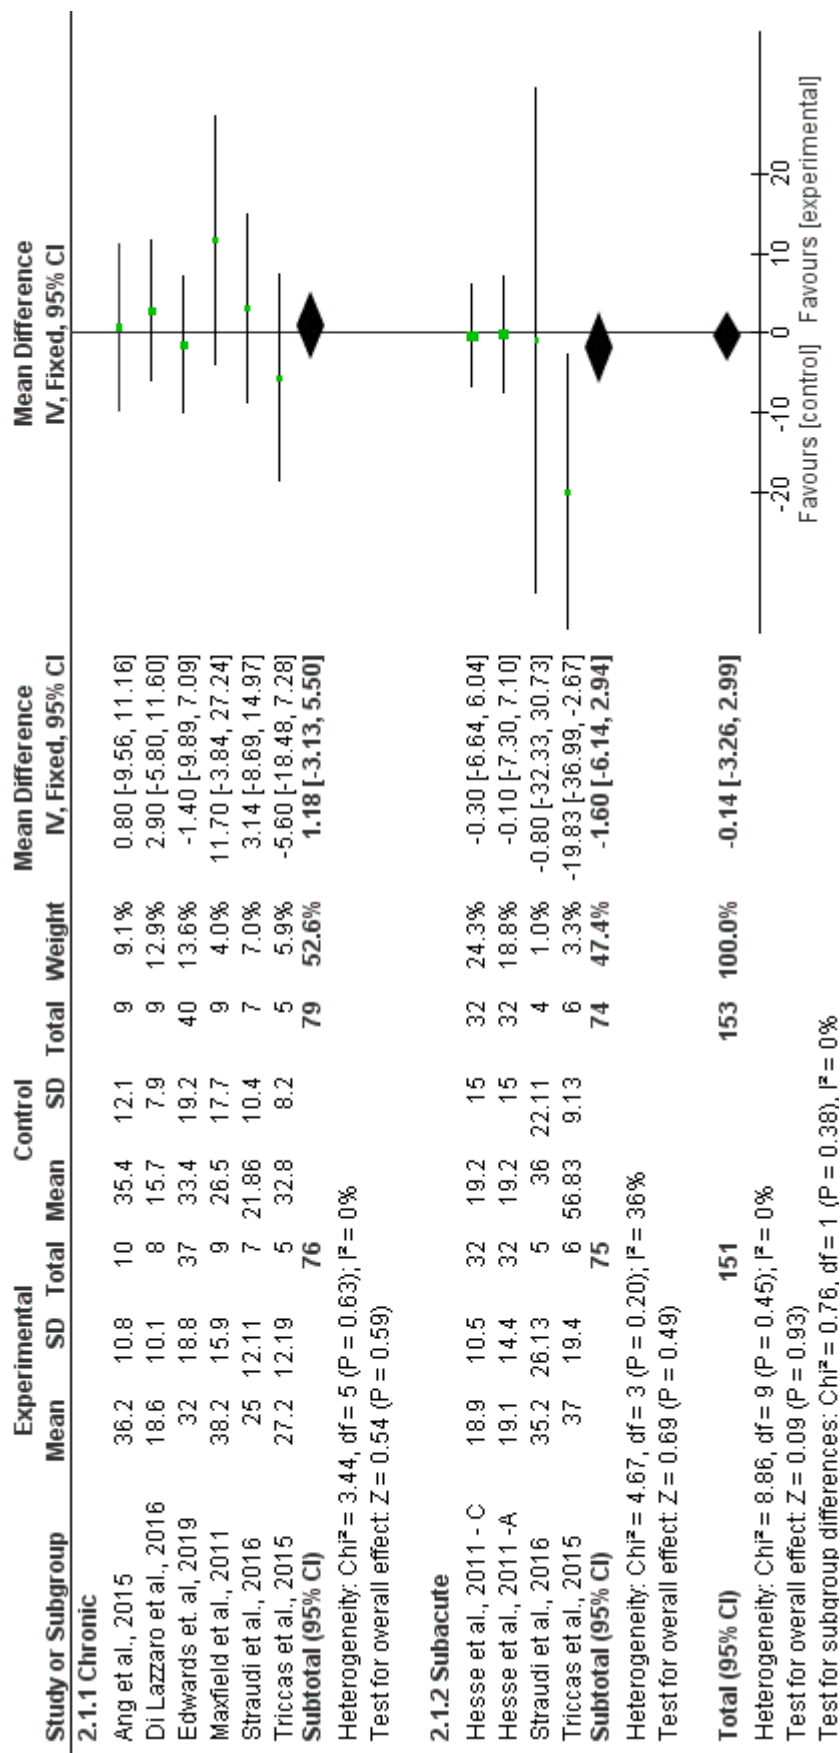 Experimental Control Mean Difference Mean Difference
Study or Subgroup Mean SD Total Mean SD Total Weight IV, Fixed, 95% CI IV, Fixed, 95% CI
2.1.1 Chronic
Ang et al., 2015 36.2 10.8 10 35.4 12.1 9 9.1% 0.80 [-9.56, 11.16]
Di Lazzaro et al., 2016 18.6 10.1 8 15.7 7.9 9 12.9% 2.90 [-5.80, 11.60]
Edwards et. al, 2019 32 18.8 37 33.4 19.2 40 13.6% -1.40 [-9.89, 7.09]
Maxfield et al., 2011 38.2 15.9 9 26.5 17.7 9 4.0% 11.70 [-3.84, 27.24]
Straudi et al., 2016 25 12.11 7 21.86 10.4 7 7.0% 3.14 [-8.69, 14.97]
Triccas et al., 2015 27.2 12.19 5 32.8 8.2 5 5.9% -5.60 [-18.48, 7.28]
Subtotal (95% CI) 76 79 52.6% 1.18 [-3.13, 5.50]
Heterogeneity: Chi² = 3.44, df = 5 (P = 0.63); I² = 0%
Test for overall effect: Z = 0.54 (P = 0.59)
2.1.2 Subacute
Hesse et al., 2011 - C 18.9 10.5 32 19.2 15 32 24.3% -0.30 [-6.64, 6.04]
Hesse et al., 2011 -A 19.1 14.4 32 19.2 15 32 18.8% -0.10 [-7.30, 7.10]
Straudi et al., 2016 35.2 26.13 5 36 22.11 4 1.0% -0.80 [-32.33, 30.73]
Triccas et al., 2015 37 19.4 6 56.83 9.13 6 3.3% -19.83 [-36.99, -2.67]
Subtotal (95% CI) 75 74 47.4% -1.60 [-6.14, 2.94]
Heterogeneity: Chi² = 4.67, df = 3 (P = 0.20); I² = 36%
Test for overall effect: Z = 0.69 (P = 0.49)
Total (95% CI) 151 153 100.0% -0.14 [-3.26, 2.99]
Heterogeneity: Chi² = 8.86, df = 9 (P = 0.45); I² = 0%
Test for overall effect: Z = 0.09 (P = 0.93)
Test for subgroup differences: Chi² = 0.76, df = 1 (P = 0.38), I² = 0%
-20 -10 0 10 20
Favours [control] Favours [experimental]